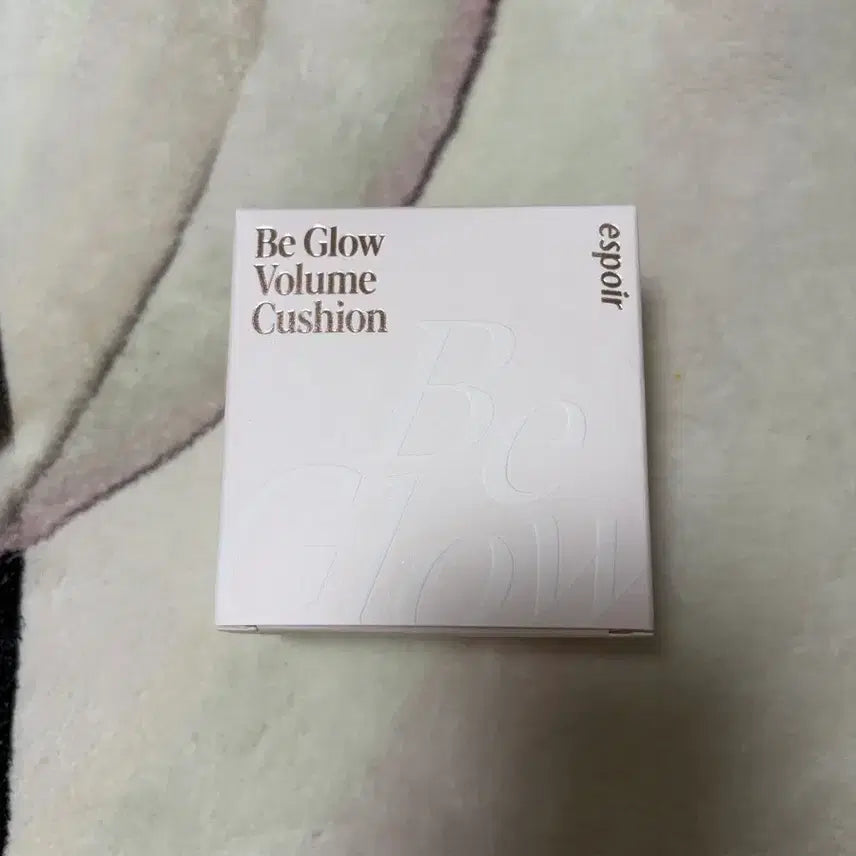 Be Glow
Volume
Cushion
espoir
Be
Glow